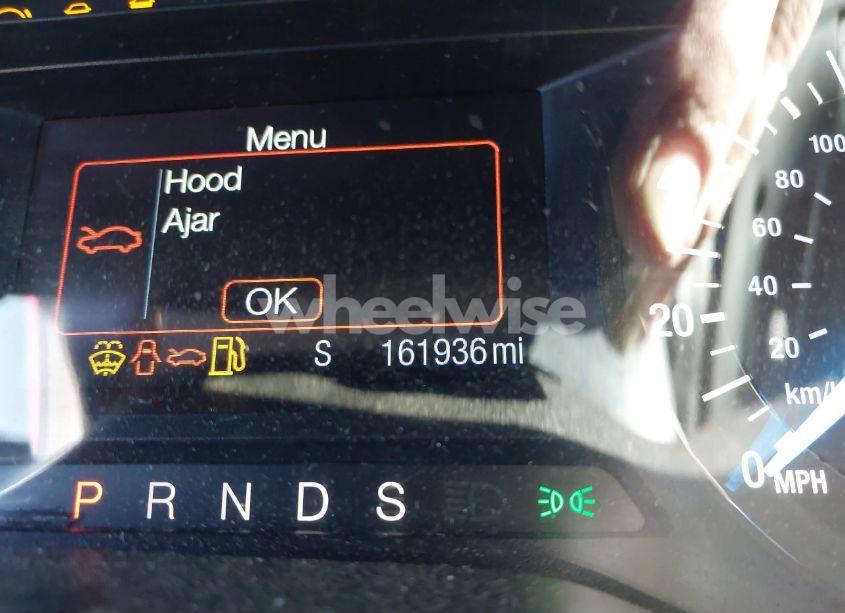 Menu
Hood
Ajar
OK
wheelwise
S 161936 mi
P R N D S
100
80
60
40
20
20
km/
0 MPH